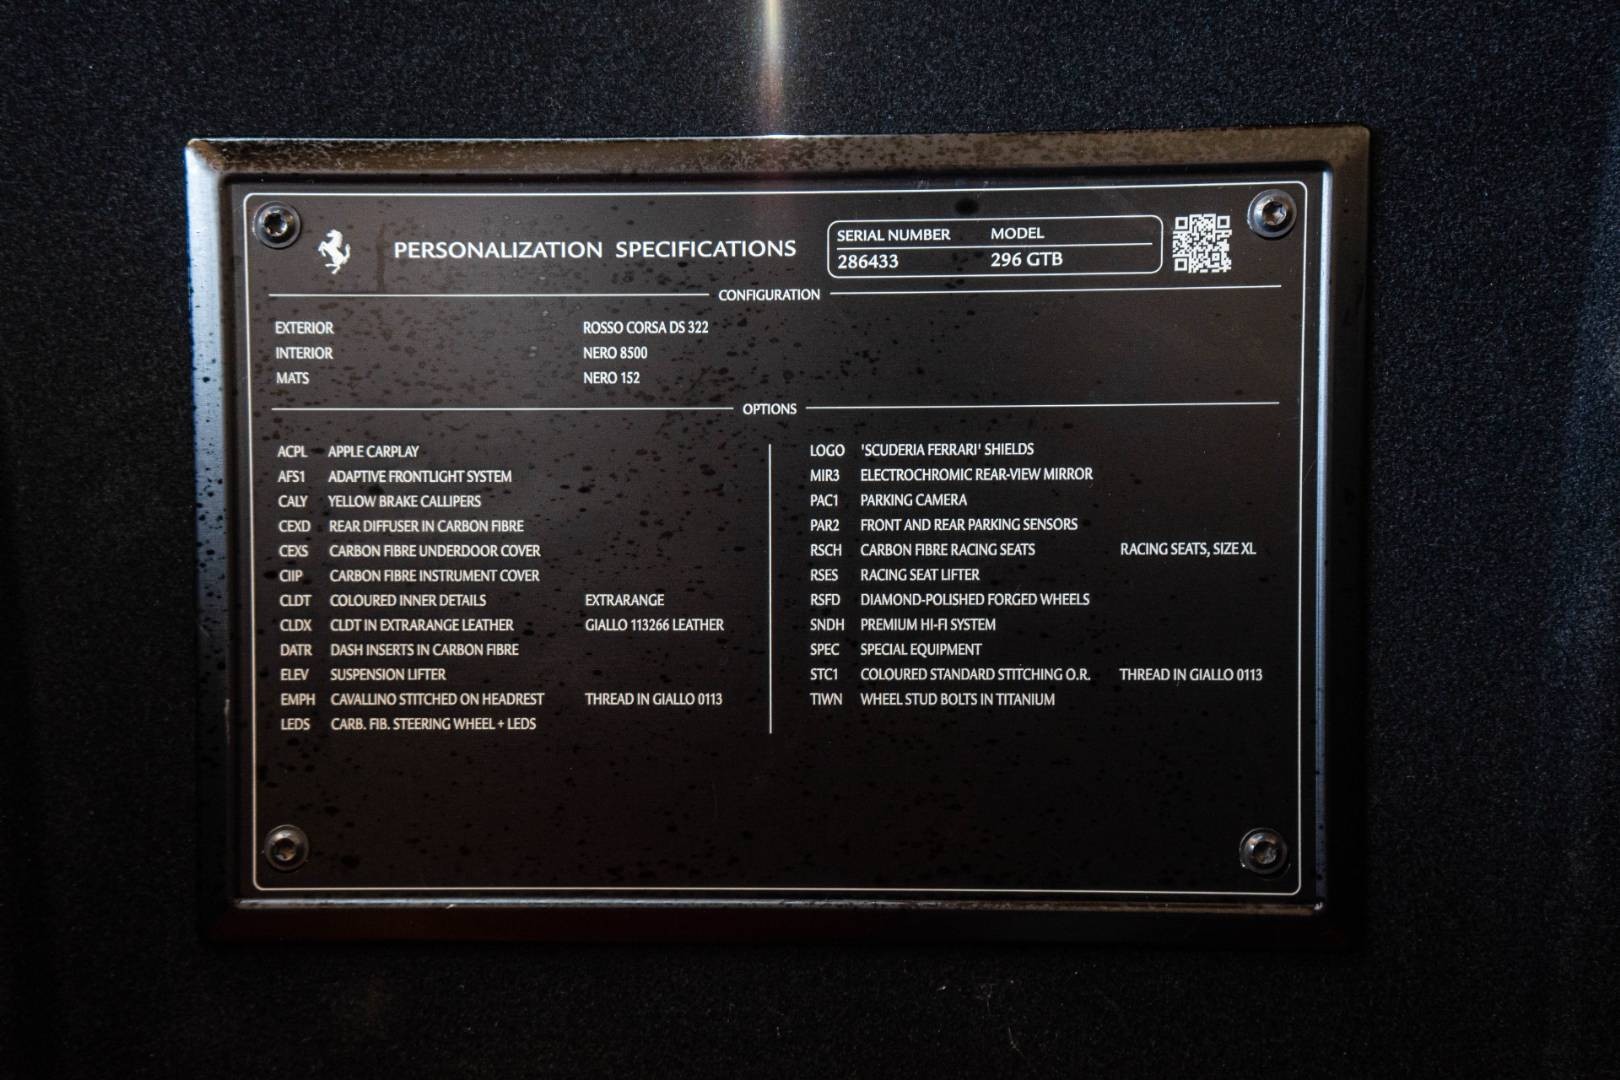 PERSONALIZATION SPECIFICATIONS
SERIAL NUMBER MODEL
286433 296 GTB
CONFIGURATION
EXTERIOR ROSSO CORSA DS 322
INTERIOR NERO 8500
MATS NERO 152
OPTIONS
ACPL APPLE CARPLAY
AFS1 ADAPTIVE FRONTLIGHT SYSTEM
CALY YELLOW BRAKE CALLIPERS
CEXD REAR DIFFUSER IN CARBON FIBRE
CEXS CARBON FIBRE UNDERDOOR COVER
CIIP CARBON FIBRE INSTRUMENT COVER
CLDT COLOURED INNER DETAILS EXTRARANGE
CLDX CLDT IN EXTRARANGE LEATHER GIALLO 113266 LEATHER
DATR DASH INSERTS IN CARBON FIBRE
ELEV SUSPENSION LIFTER
EMPH CAVALLINO STITCHED ON HEADREST THREAD IN GIALLO 0113
LEDS CARB. FIB. STEERING WHEEL + LEDS
LOGO 'SCUDERIA FERRARI' SHIELDS
MIR3 ELECTROCHROMIC REAR-VIEW MIRROR
PAC1 PARKING CAMERA
PAR2 FRONT AND REAR PARKING SENSORS
RSCH CARBON FIBRE RACING SEATS RACING SEATS, SIZE XL
RSES RACING SEAT LIFTER
RSFD DIAMOND-POLISHED FORGED WHEELS
SNDH PREMIUM HI-FI SYSTEM
SPEC SPECIAL EQUIPMENT
STC1 COLOURED STANDARD STITCHING O.R. THREAD IN GIALLO 0113
TIWN WHEEL STUD BOLTS IN TITANIUM